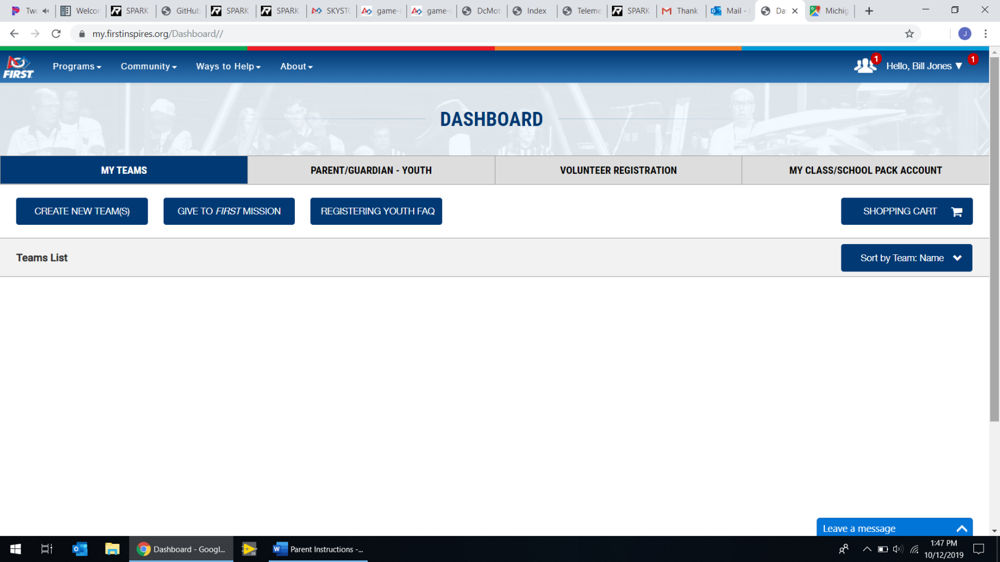 Two
Welcor
SPARK
GitHub
SPARK
SPARK
SKYST
game-
game-
DcMot
Index
Teleme
SPARK
Thank
Mail -
Da
Michig
my.firstinspires.org/Dashboard//
J
FIRST
Programs
Community
Ways to Help
About
1
Hello, Bill Jones
1
DASHBOARD
MY TEAMS
PARENT/GUARDIAN - YOUTH
VOLUNTEER REGISTRATION
MY CLASS/SCHOOL PACK ACCOUNT
CREATE NEW TEAM(S)
GIVE TO FIRST MISSION
REGISTERING YOUTH FAQ
SHOPPING CART
Teams List
Sort by Team: Name
Leave a message
Dashboard - Googl...
Parent Instructions -...
1:47 PM
10/12/2019